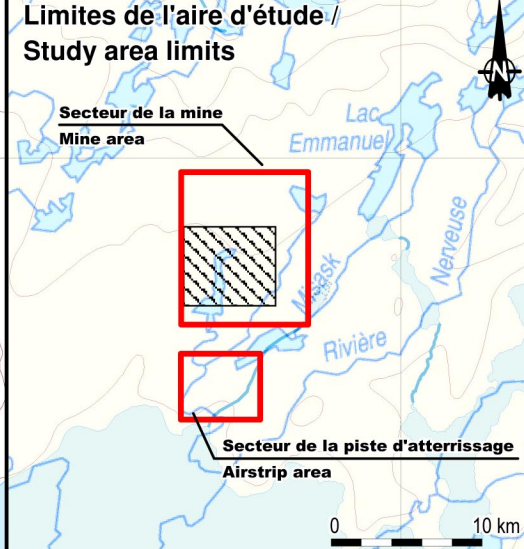 Limites de l'aire d'étude /
Study area limits
N
Secteur de la mine
Mine area
Lac
Emmanuel
Misask
Nerveuse
Rivière
Secteur de la piste d'atterrissage
Airstrip area
0 10 km